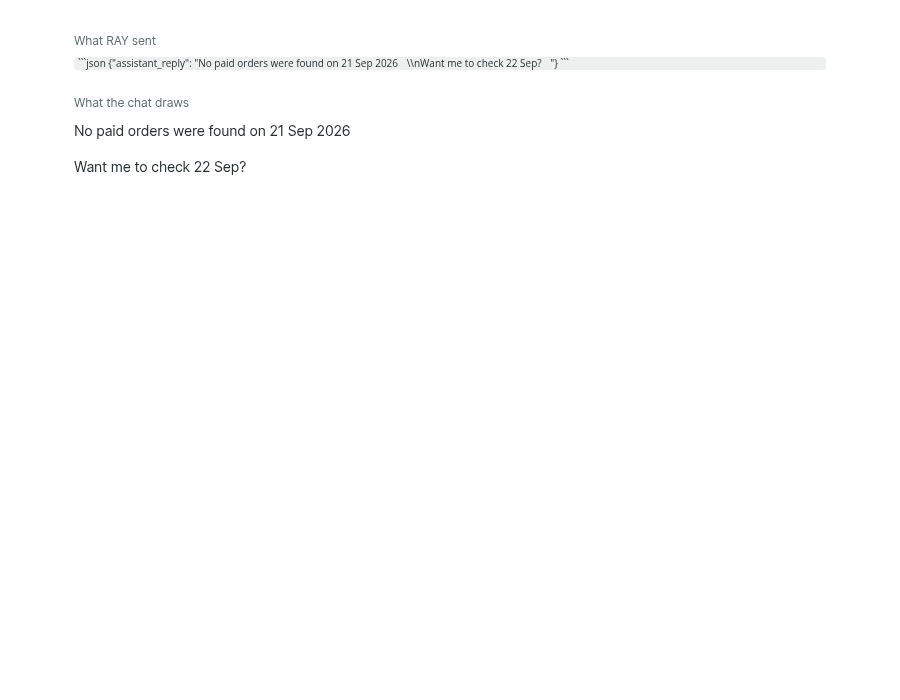 What RAY sent
```json {"assistant_reply": "No paid orders were found on 21 Sep 2026   \\nWant me to check 22 Sep?   "} ```
What the chat draws
No paid orders were found on 21 Sep 2026
Want me to check 22 Sep?